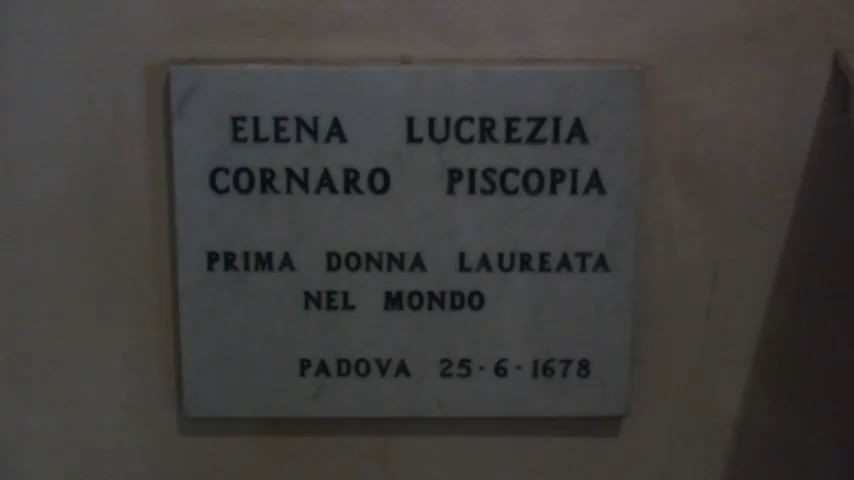 ELENA LUCREZIA
CORNARO PISCOPIA
PRIMA DONNA LAUREATA
NEL MONDO
PADOVA 25·6·1678